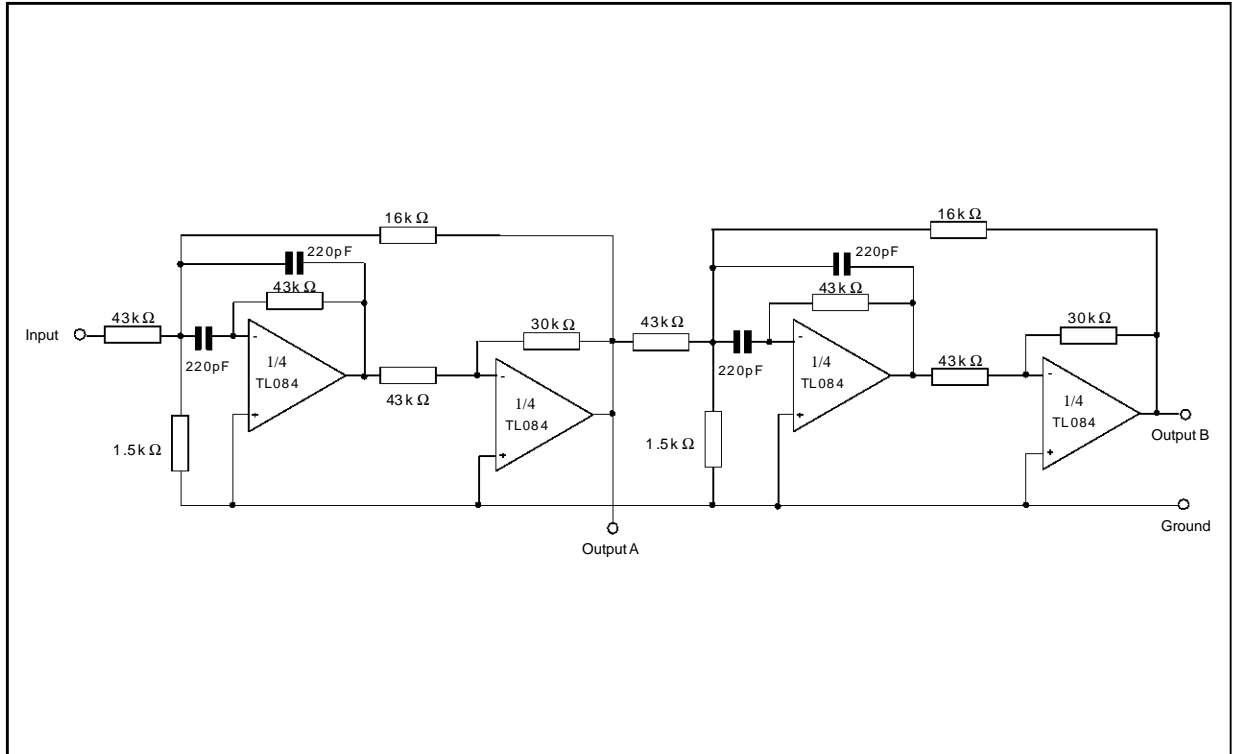 16kΩ
16kΩ
220pF
220pF
43kΩ
43kΩ
Input
43kΩ
30kΩ
43kΩ
30kΩ
-
-
220pF
1/4
TL084
43kΩ
-
1/4
TL084
+
220pF
1/4
TL084
43kΩ
-
1/4
TL084
+
Output B
1.5kΩ
+
1.5kΩ
+
Ground
Output A